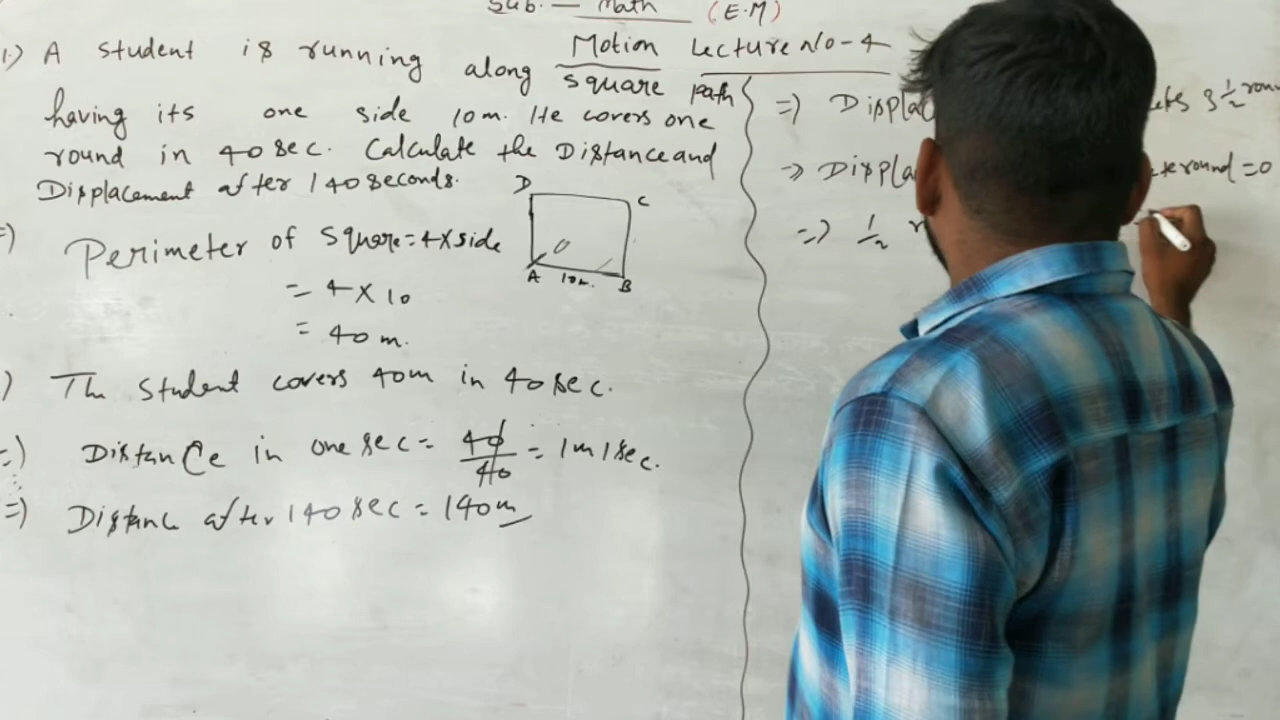 Sub. — Math (E.M)
Motion Lecture No-4
1.) A student is running along square path
having its one side 10m. He covers one
round in 40 sec. Calculate the Distance and
Displacement after 140 seconds.
D C
A 10m. B
=) Perimeter of square = 4 x side
= 4 x 10
= 40 m.
) The student covers 40m in 40 sec.
=) Distance in one sec = 40/40 = 1m/sec.
=) Distance after 140 sec = 140m
=) 3 1/2
=) round = 0
=) 1/2